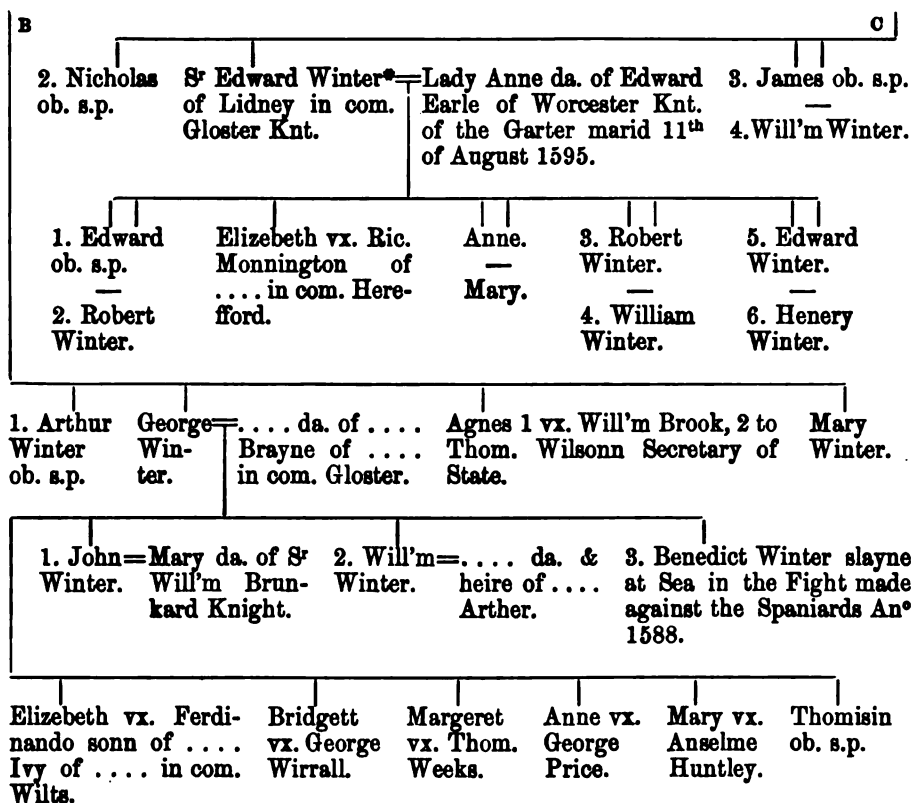 B C
2. Nicholas
ob. s.p.
Sʳ Edward Winter*=Lady Anne da. of Edward
of Lidney in com. Earle of Worcester Knt.
Gloster Knt. of the Garter marid 11ᵗʰ
of August 1595.
3. James ob. s.p.
—
4. Will'm Winter.
1. Edward
ob. s.p.
—
2. Robert
Winter.
Elizebeth vx. Ric.
Monnington of
.... in com. Here-
fford.
Anne.
—
Mary.
3. Robert
Winter.
—
4. William
Winter.
5. Edward
Winter.
—
6. Henery
Winter.
1. Arthur
Winter
ob. s.p.
George=.... da. of ....
Win- Brayne of ....
ter. in com. Gloster.
Agnes 1 vx. Will'm Brook, 2 to
Thom. Wilsonn Secretary of
State.
Mary
Winter.
1. John=Mary da. of Sʳ
Winter. Will'm Brun-
kard Knight.
2. Will'm=.... da. &
Winter. heire of ....
Arther.
3. Benedict Winter slayne
at Sea in the Fight made
against the Spaniards Anº
1588.
Elizebeth vx. Ferdi-
nando sonn of ....
Ivy of .... in com.
Wilts.
Bridgett
vx. George
Wirrall.
Margeret
vx. Thom.
Weeks.
Anne vx.
George
Price.
Mary vx.
Anselme
Huntley.
Thomisin
ob. s.p.